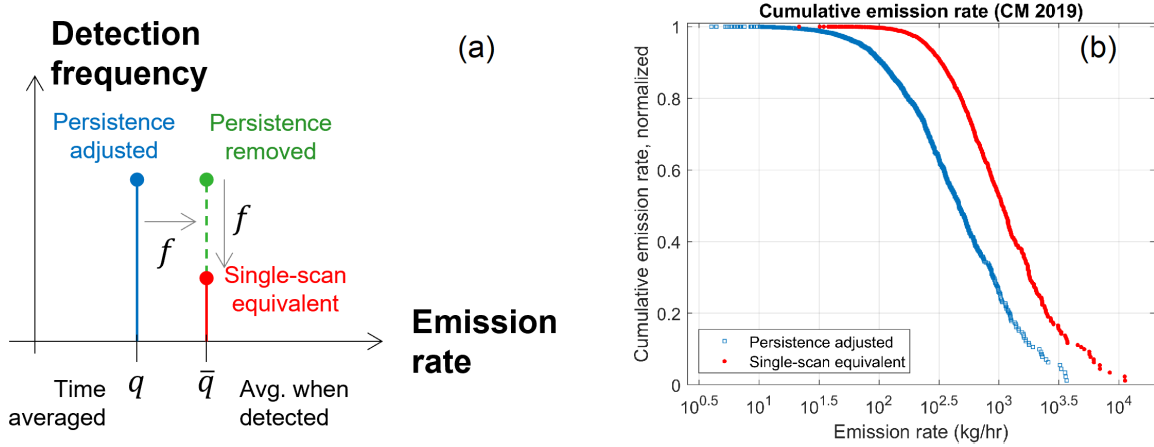 Detection
frequency
(a)
Persistence
adjusted
Persistence
removed
f
f
Single-scan
equivalent
Emission
rate
Time
averaged
q
q̄
Avg. when
detected
Cumulative emission rate (CM 2019)
(b)
Cumulative emission rate, normalized
1
0.8
0.6
0.4
0.2
0
Persistence adjusted
Single-scan equivalent
10^0.5 10^1 10^1.5 10^2 10^2.5 10^3 10^3.5 10^4
Emission rate (kg/hr)